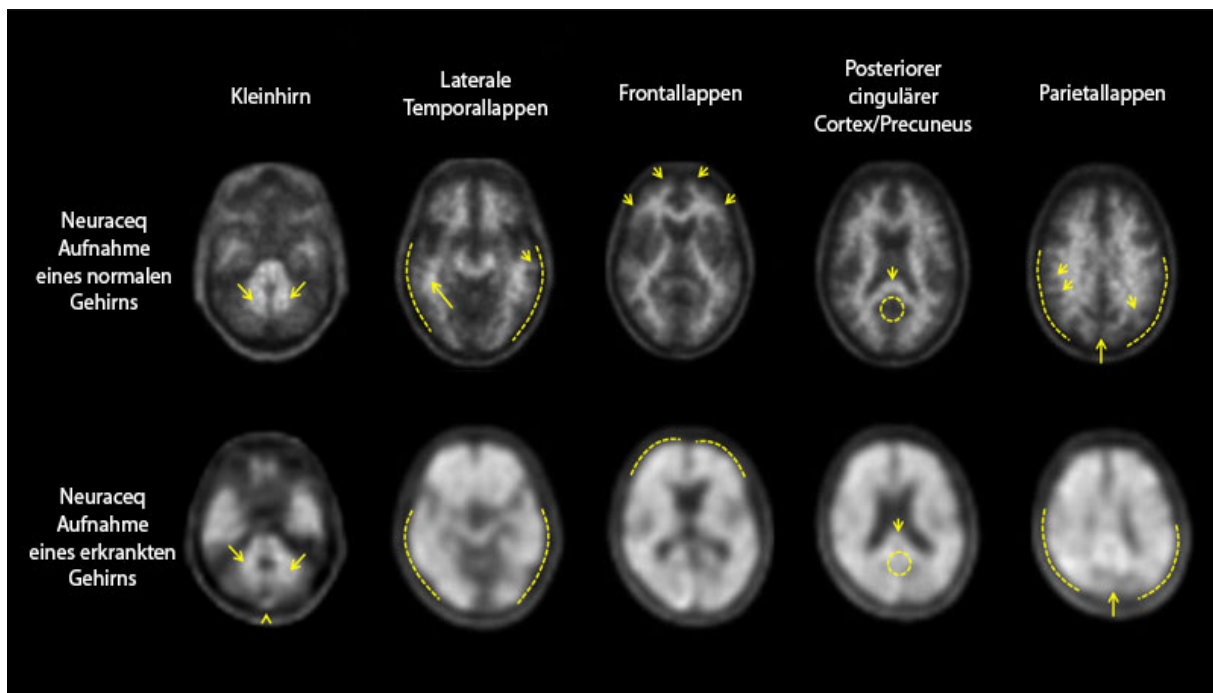 Kleinhirn
Laterale
Temporallappen
Frontallappen
Posteriorer
cingulärer
Cortex/Precuneus
Parietallappen
Neuraceq
Aufnahme
eines normalen
Gehirns
Neuraceq
Aufnahme
eines erkrankten
Gehirns